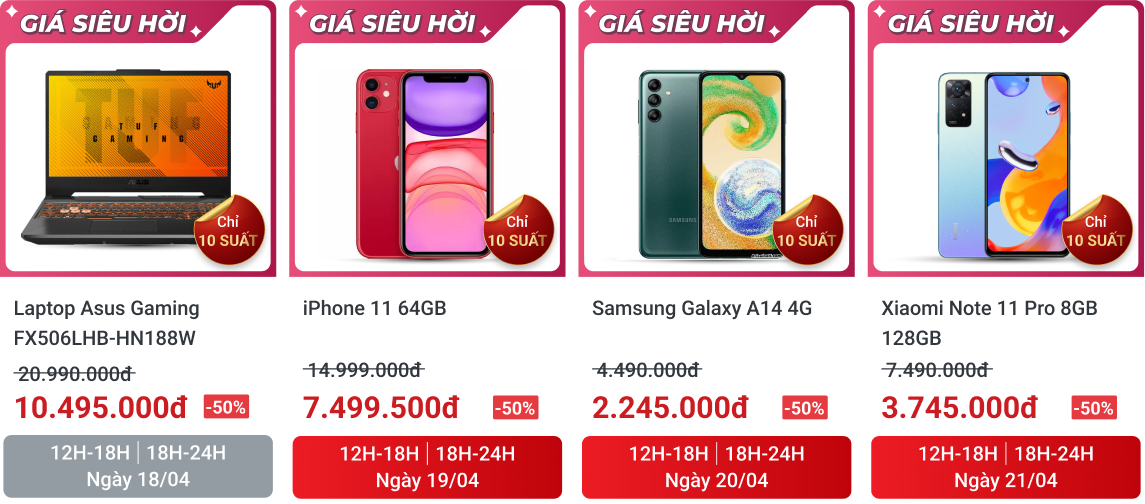 GIÁ SIÊU HỜI
TUF GAMING
ASUS
Chỉ
10 SUẤT
Laptop Asus Gaming
FX506LHB-HN188W
20.990.000đ
10.495.000đ -50%
12H-18H | 18H-24H
Ngày 18/04
GIÁ SIÊU HỜI
Chỉ
10 SUẤT
iPhone 11 64GB
14.999.000đ
7.499.500đ -50%
12H-18H | 18H-24H
Ngày 19/04
GIÁ SIÊU HỜI
SAMSUNG
Chỉ
10 SUẤT
Samsung Galaxy A14 4G
4.490.000đ
2.245.000đ -50%
12H-18H | 18H-24H
Ngày 20/04
GIÁ SIÊU HỜI
Chỉ
10 SUẤT
Xiaomi Note 11 Pro 8GB
128GB
7.490.000đ
3.745.000đ -50%
12H-18H | 18H-24H
Ngày 21/04